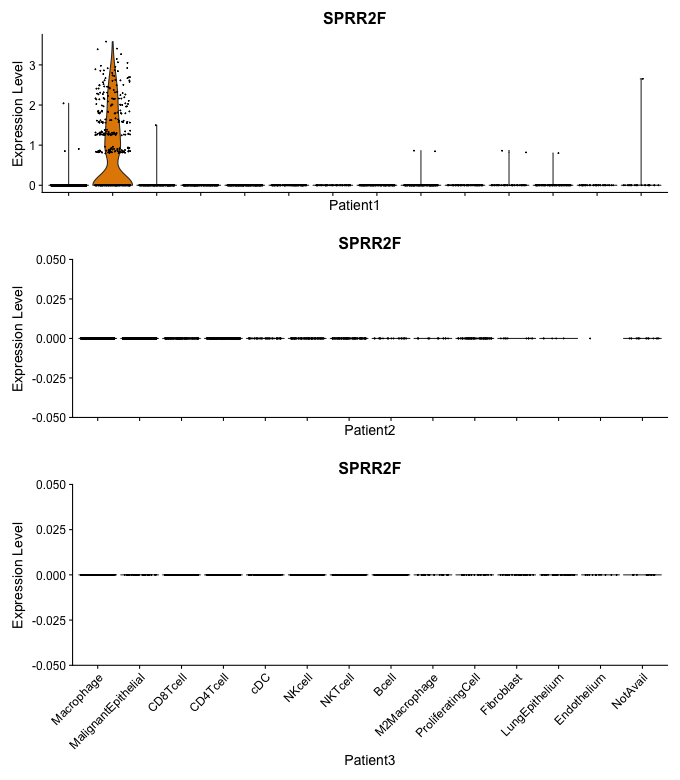 SPRR2F
Expression Level
3
2
1
0
Patient1
SPRR2F
Expression Level
0.050
0.025
0.000
-0.025
-0.050
Patient2
SPRR2F
Expression Level
0.050
0.025
0.000
-0.025
-0.050
Macrophage
MalignantEpithelial
CD8Tcell
CD4Tcell
cDC
NKcell
NKTcell
Bcell
M2Macrophage
ProliferatingCell
Fibroblast
LungEpithelium
Endothelium
NotAvail
Patient3